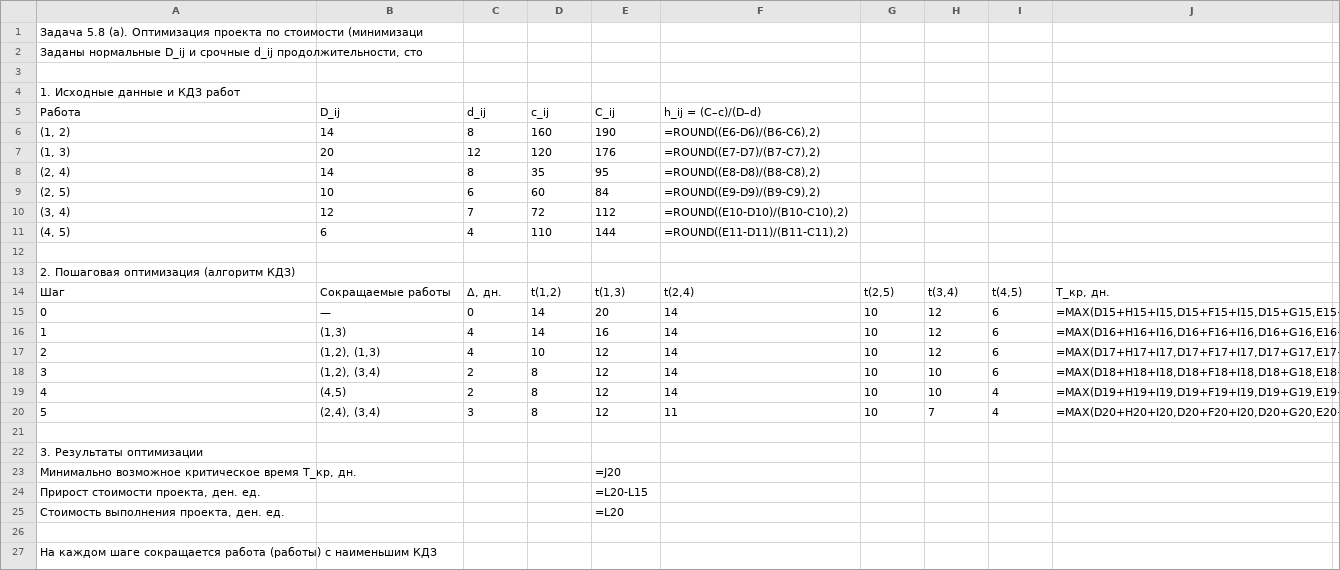 A B C D E F G H I J
1 Задача 5.8 (а). Оптимизация проекта по стоимости (минимизаци
2 Заданы нормальные D_ij и срочные d_ij продолжительности, сто
3
4 1. Исходные данные и КДЗ работ
5 Работа D_ij d_ij c_ij C_ij h_ij = (C–c)/(D–d)
6 (1, 2) 14 8 160 190 =ROUND((E6-D6)/(B6-C6),2)
7 (1, 3) 20 12 120 176 =ROUND((E7-D7)/(B7-C7),2)
8 (2, 4) 14 8 35 95 =ROUND((E8-D8)/(B8-C8),2)
9 (2, 5) 10 6 60 84 =ROUND((E9-D9)/(B9-C9),2)
10 (3, 4) 12 7 72 112 =ROUND((E10-D10)/(B10-C10),2)
11 (4, 5) 6 4 110 144 =ROUND((E11-D11)/(B11-C11),2)
12
13 2. Пошаговая оптимизация (алгоритм КДЗ)
14 Шаг Сокращаемые работы Δ, дн. t(1,2) t(1,3) t(2,4) t(2,5) t(3,4) t(4,5) T_кр, дн.
15 0 — 0 14 20 14 10 12 6 =MAX(D15+H15+I15,D15+F15+I15,D15+G15,E15+
16 1 (1,3) 4 14 16 14 10 12 6 =MAX(D16+H16+I16,D16+F16+I16,D16+G16,E16+
17 2 (1,2), (1,3) 4 10 12 14 10 12 6 =MAX(D17+H17+I17,D17+F17+I17,D17+G17,E17+
18 3 (1,2), (3,4) 2 8 12 14 10 10 6 =MAX(D18+H18+I18,D18+F18+I18,D18+G18,E18+
19 4 (4,5) 2 8 12 14 10 10 4 =MAX(D19+H19+I19,D19+F19+I19,D19+G19,E19+
20 5 (2,4), (3,4) 3 8 12 11 10 7 4 =MAX(D20+H20+I20,D20+F20+I20,D20+G20,E20+
21
22 3. Результаты оптимизации
23 Минимально возможное критическое время T_кр, дн. =J20
24 Прирост стоимости проекта, ден. ед. =L20-L15
25 Стоимость выполнения проекта, ден. ед. =L20
26
27 На каждом шаге сокращается работа (работы) с наименьшим КДЗ